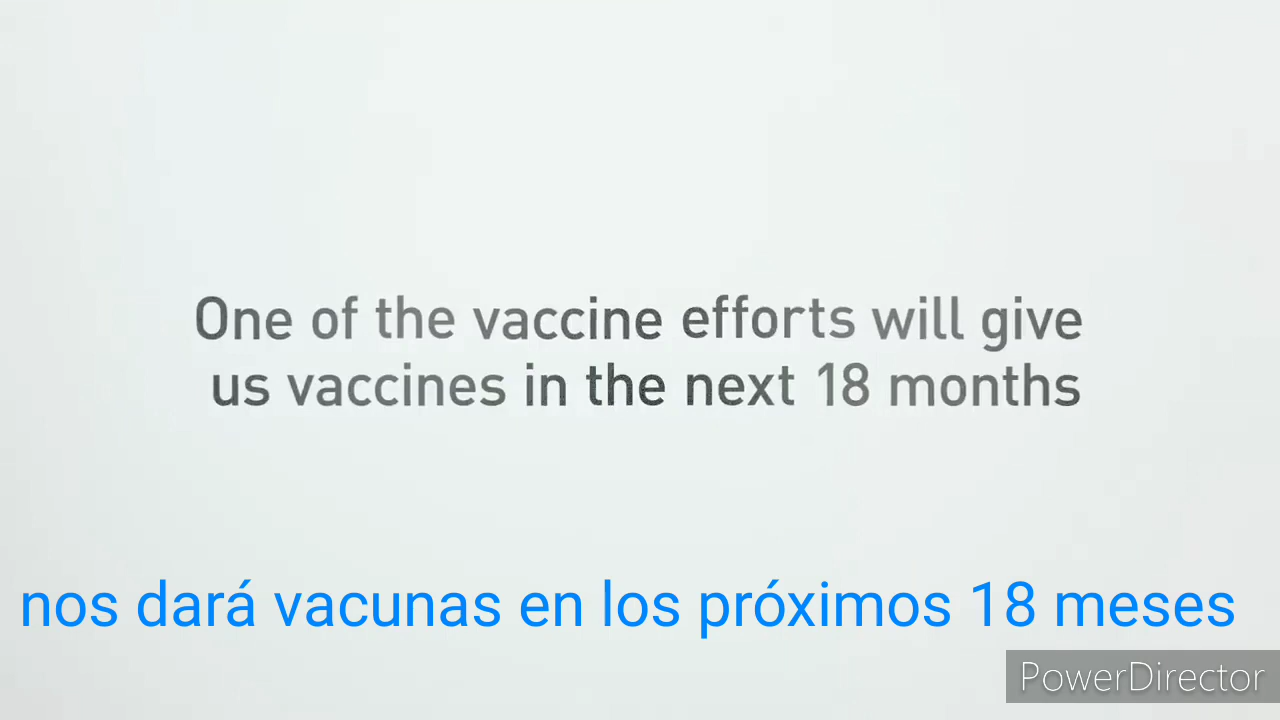 One of the vaccine efforts will give
us vaccines in the next 18 months
nos dará vacunas en los próximos 18 meses
PowerDirector